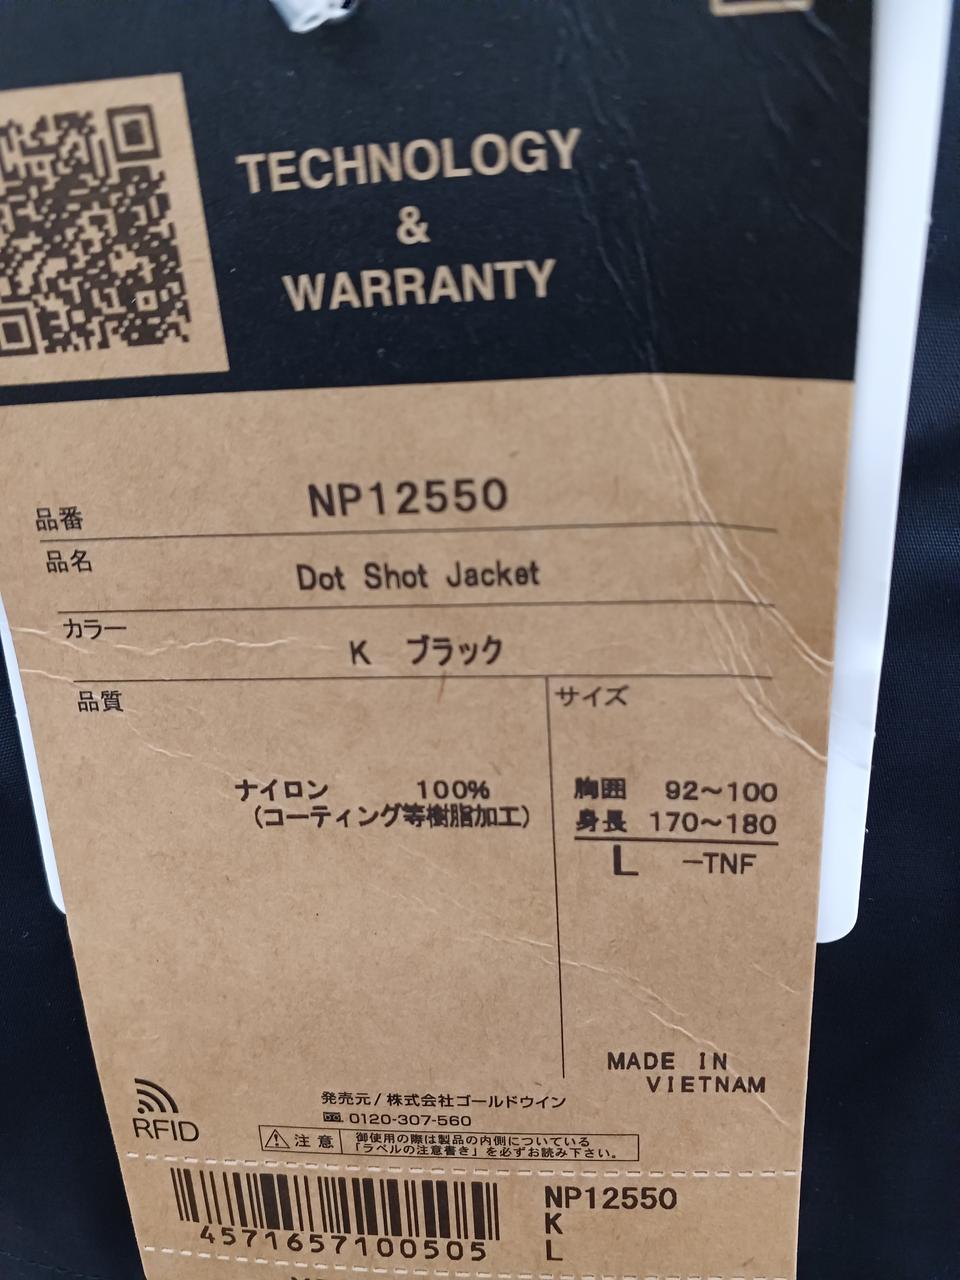 TECHNOLOGY
&
WARRANTY
品番 NP12550
品名 Dot Shot Jacket
カラー K ブラック
品質
ナイロン 100%
(コーティング等樹脂加工)
サイズ
胸囲 92〜100
身長 170〜180
L －TNF
MADE IN
VIETNAM
RFID
発売元/株式会社ゴールドウイン
0120-307-560
注意 御使用の際は製品の内側についている
「ラベルの注意書き」を必ずお読み下さい。
4571657100505
NP12550
K
L